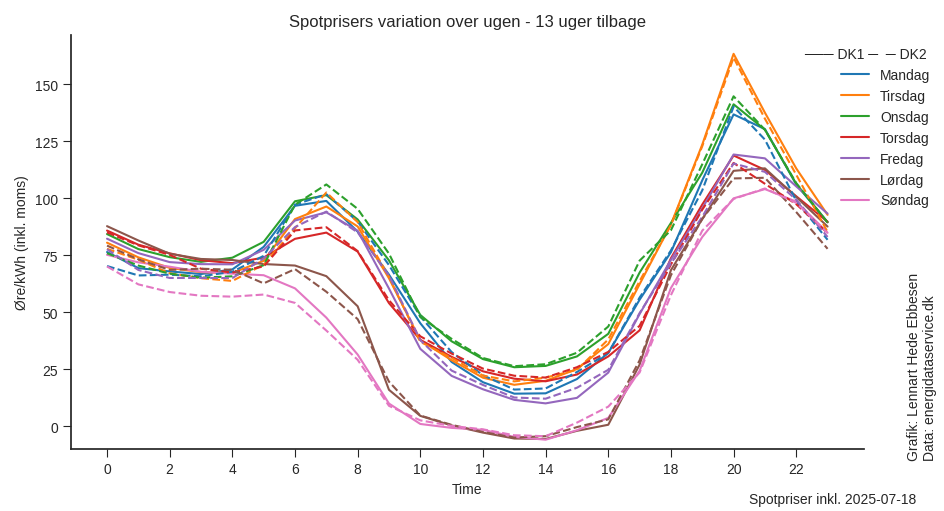 Spotprisers variation over ugen - 13 uger tilbage
DK1 DK2
Mandag
Tirsdag
Onsdag
Torsdag
Fredag
Lørdag
Søndag
Øre/kWh (inkl. moms)
150
125
100
75
50
25
0
0 2 4 6 8 10 12 14 16 18 20 22
Time
Grafik: Lennart Hede Ebbesen
Data: energidataservice.dk
Spotpriser inkl. 2025-07-18